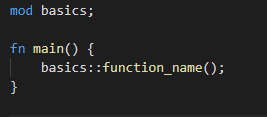 mod basics;
fn main() {
    basics::function_name();
}